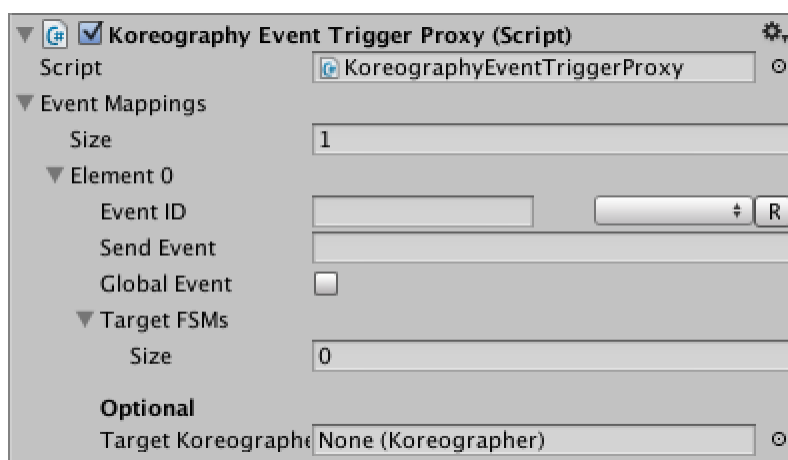 Koreography Event Trigger Proxy (Script)
Script KoreographyEventTriggerProxy
Event Mappings
Size 1
Element 0
Event ID R
Send Event
Global Event
Target FSMs
Size 0
Optional
Target Koreographe None (Koreographer)